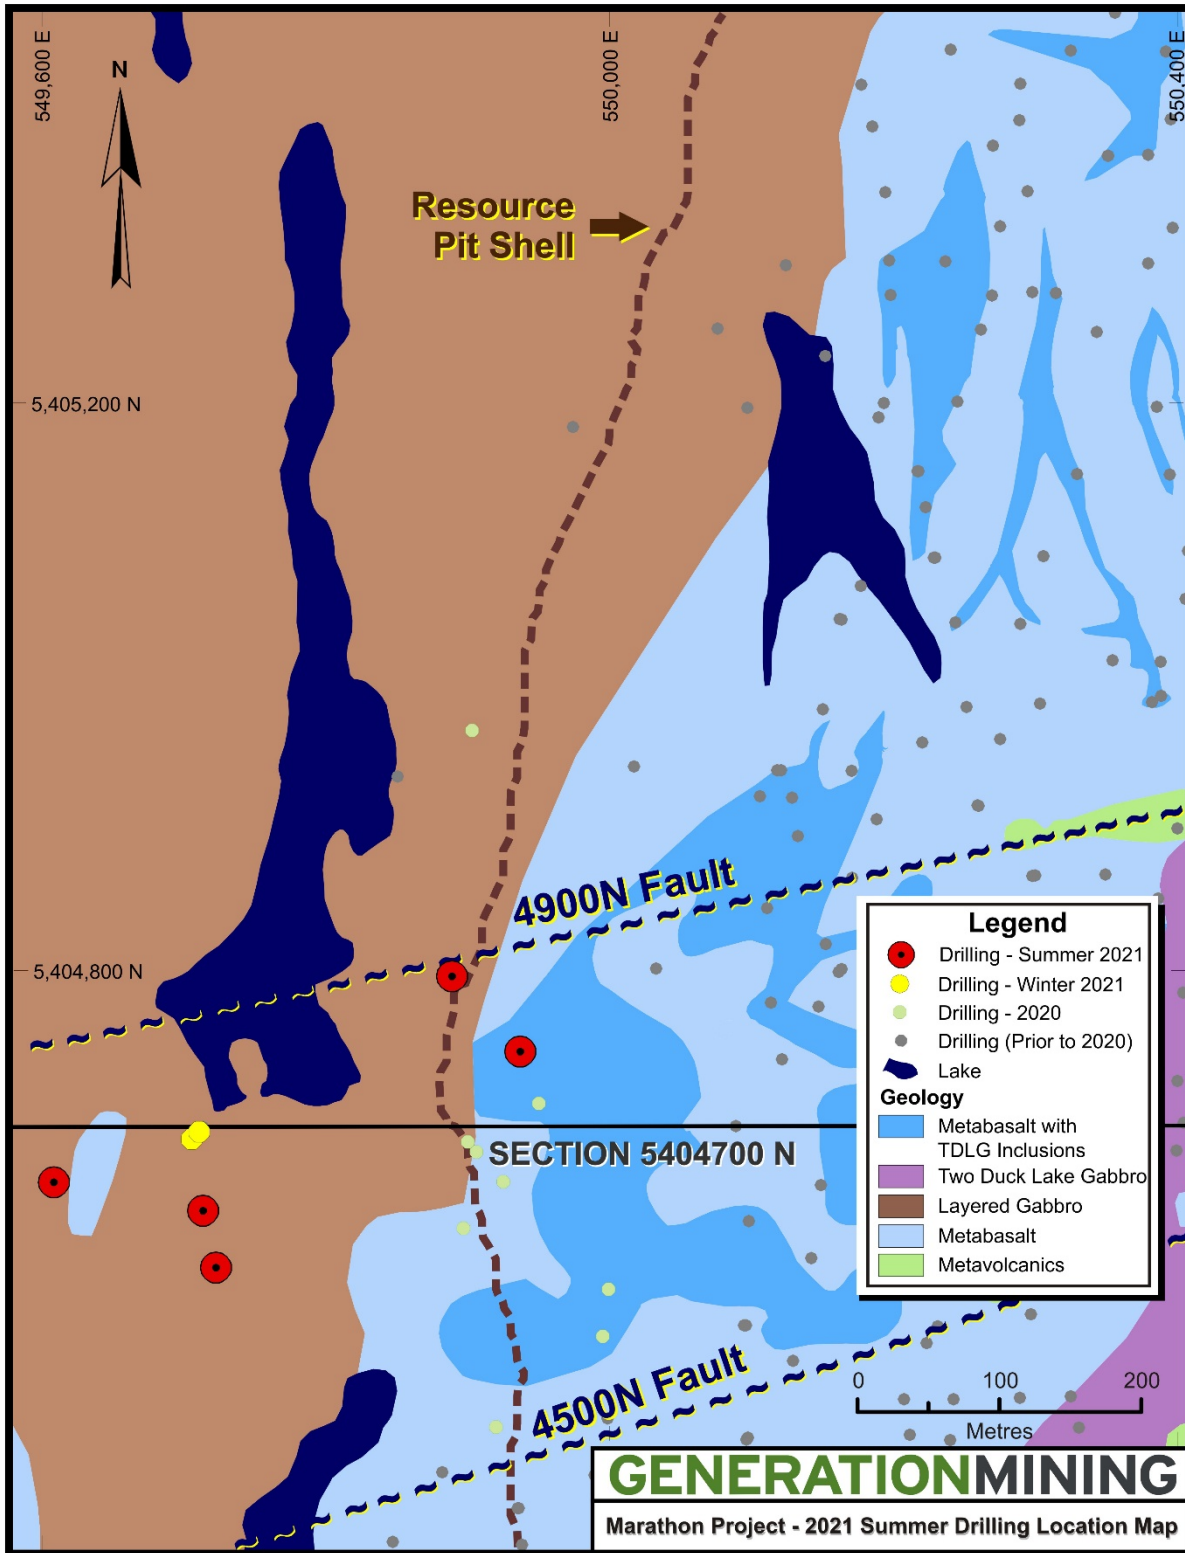 549,600 E
550,000 E
550,400 E
N
Resource
Pit Shell
5,405,200 N
4900N Fault
5,404,800 N
SECTION 5404700 N
4500N Fault
Legend
Drilling - Summer 2021
Drilling - Winter 2021
Drilling - 2020
Drilling (Prior to 2020)
Lake
Geology
Metabasalt with
TDLG Inclusions
Two Duck Lake Gabbro
Layered Gabbro
Metabasalt
Metavolcanics
0 100 200
Metres
GENERATIONMINING
Marathon Project - 2021 Summer Drilling Location Map